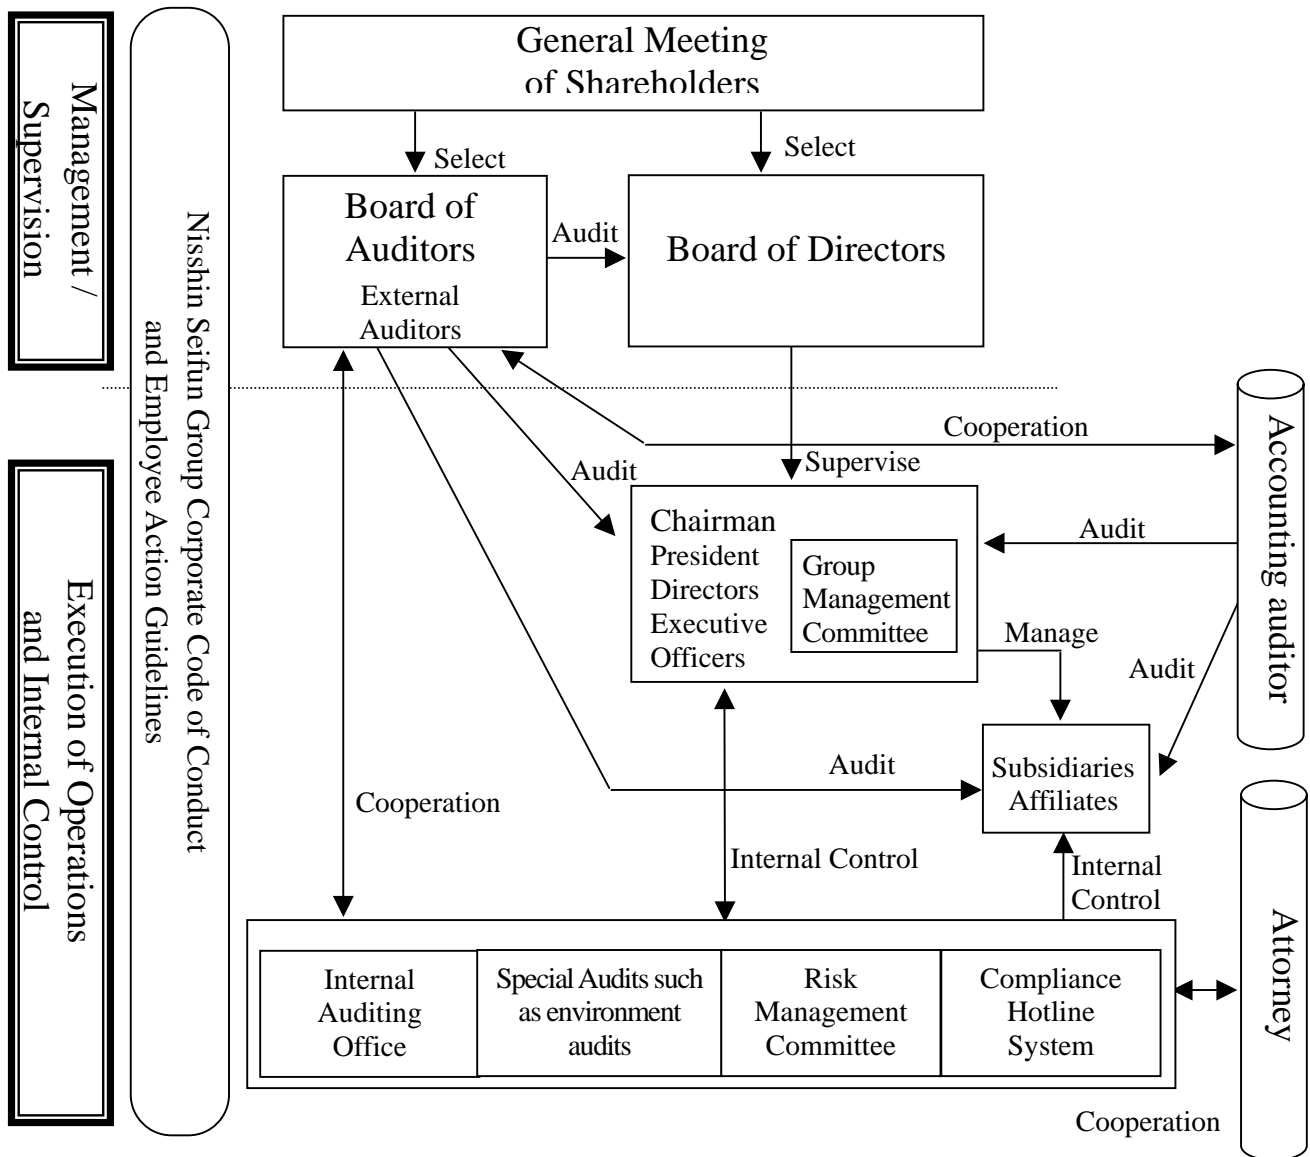 Management /
Supervision
Execution of Operations
and Internal Control
Nisshin Seifun Group Corporate Code of Conduct
and Employee Action Guidelines
General Meeting
of Shareholders
Select
Select
Board of
Auditors
External
Auditors
Audit
Board of Directors
Cooperation
Supervise
Audit
Chairman
President
Directors
Executive
Officers
Group
Management
Committee
Audit
Manage
Audit
Accounting auditor
Subsidiaries
Affiliates
Audit
Cooperation
Internal Control
Internal
Control
Internal
Auditing
Office
Special Audits such
as environment
audits
Risk
Management
Committee
Compliance
Hotline
System
Attorney
Cooperation